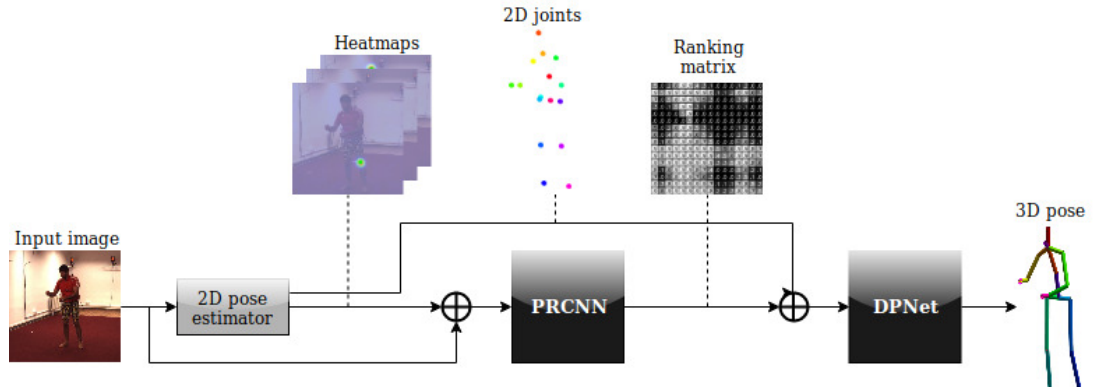 2D joints
Heatmaps
Ranking
matrix
Input image
3D pose
2D pose
estimator
PRCNN
DPNet